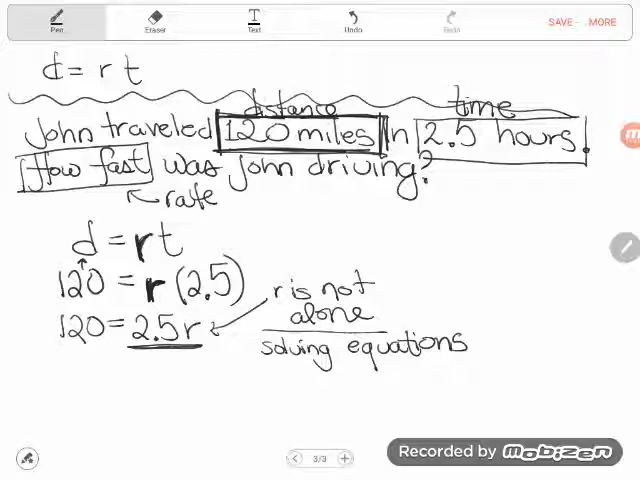 Pen
Eraser
Text
Undo
Redo
SAVE
MORE
d = r t
distance
time
John traveled 120 miles in 2.5 hours.
How fast was John driving?
rate
d = r t
120 = r (2.5)
120 = 2.5r
r is not
alone
solving equations
3/3
Recorded by mobizen